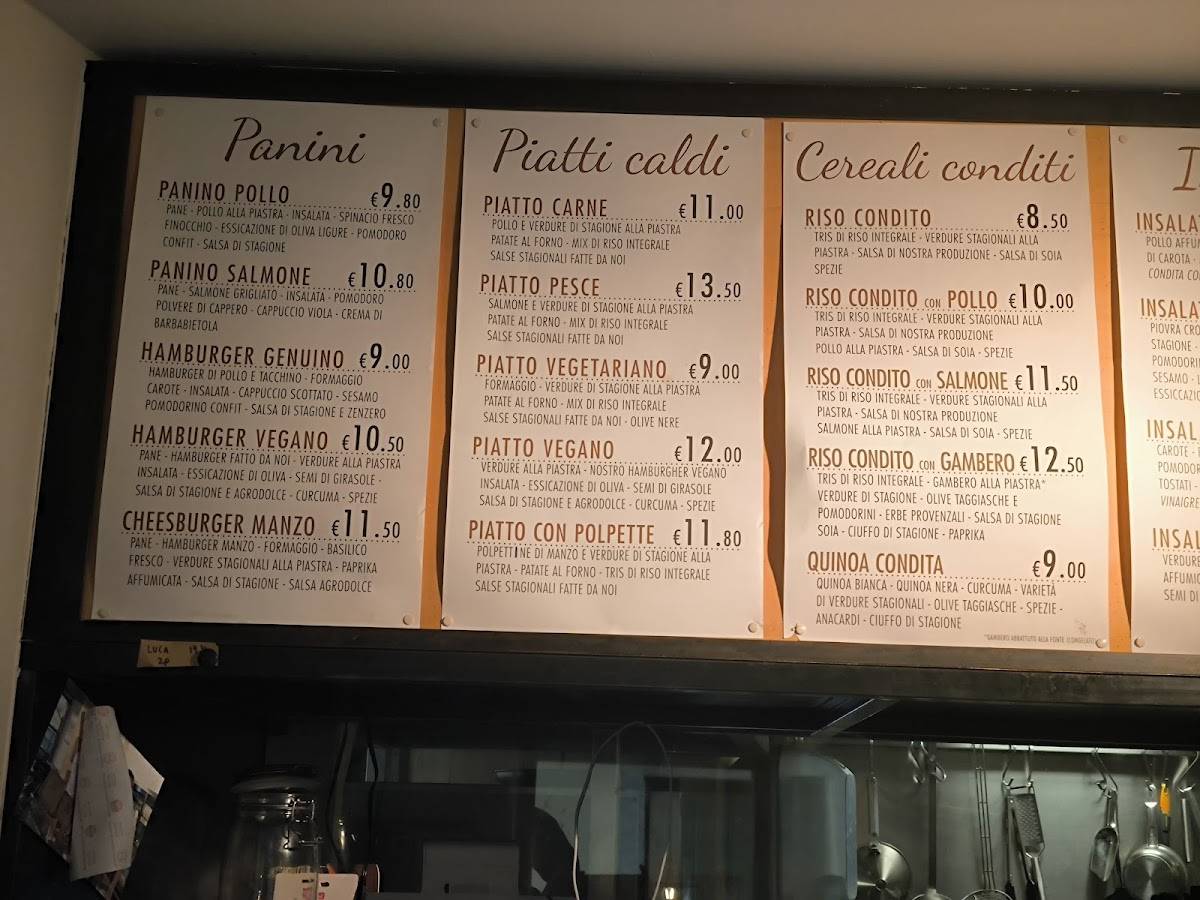 Panini
PANINO POLLO €9.80
PANE - POLLO ALLA PIASTRA - INSALATA - SPINACIO FRESCO
FINOCCHIO - ESSICAZIONE DI OLIVA LIGURE - POMODORO
CONFIT - SALSA DI STAGIONE
PANINO SALMONE €10.80
PANE - SALMONE GRIGLIATO - INSALATA - POMODORO
POLVERE DI CAPPERO - CAPPUCCIO VIOLA - CREMA DI
BARBABIETOLA
HAMBURGER GENUINO €9.00
HAMBURGER DI POLLO E TACCHINO - FORMAGGIO
CAROTE - INSALATA - CAPPUCCIO SCOTTATO - SESAMO
POMODORINO CONFIT - SALSA DI STAGIONE E ZENZERO
HAMBURGER VEGANO €10.50
PANE - HAMBURGER FATTO DA NOI - VERDURE ALLA PIASTRA
INSALATA - ESSICAZIONE DI OLIVA - SEMI DI GIRASOLE -
SALSA DI STAGIONE E AGRODOLCE - CURCUMA - SPEZIE
CHEESBURGER MANZO €11.50
PANE - HAMBURGER MANZO - FORMAGGIO - BASILICO
FRESCO - VERDURE STAGIONALI ALLA PIASTRA - PAPRIKA
AFFUMICATA - SALSA DI STAGIONE - SALSA AGRODOLCE
Piatti caldi
PIATTO CARNE €11.00
POLLO E VERDURE DI STAGIONE ALLA PIASTRA
PATATE AL FORNO - MIX DI RISO INTEGRALE
SALSE STAGIONALI FATTE DA NOI
PIATTO PESCE €13.50
SALMONE E VERDURE DI STAGIONE ALLA PIASTRA
PATATE AL FORNO - MIX DI RISO INTEGRALE
SALSE STAGIONALI FATTE DA NOI
PIATTO VEGETARIANO €9.00
FORMAGGIO - VERDURE DI STAGIONE ALLA PIASTRA
PATATE AL FORNO - MIX DI RISO INTEGRALE
SALSE STAGIONALI FATTE DA NOI - OLIVE NERE
PIATTO VEGANO €12.00
VERDURE ALLA PIASTRA - NOSTRO HAMBURGHER VEGANO
INSALATA - ESSICAZIONE DI OLIVA - SEMI DI GIRASOLE
SALSA DI STAGIONE E AGRODOLCE - CURCUMA - SPEZIE
PIATTO CON POLPETTE €11.80
POLPETTINE DI MANZO E VERDURE DI STAGIONE ALLA
PIASTRA - PATATE AL FORNO - TRIS DI RISO INTEGRALE
SALSE STAGIONALI FATTE DA NOI
Cereali conditi
RISO CONDITO €8.50
TRIS DI RISO INTEGRALE - VERDURE STAGIONALI ALLA
PIASTRA - SALSA DI NOSTRA PRODUZIONE - SALSA DI SOIA
SPEZIE
RISO CONDITO CON POLLO €10.00
TRIS DI RISO INTEGRALE - VERDURE STAGIONALI ALLA
PIASTRA - SALSA DI NOSTRA PRODUZIONE
POLLO ALLA PIASTRA - SALSA DI SOIA - SPEZIE
RISO CONDITO CON SALMONE €11.50
TRIS DI RISO INTEGRALE - VERDURE STAGIONALI ALLA
PIASTRA - SALSA DI NOSTRA PRODUZIONE
SALMONE ALLA PIASTRA - SALSA DI SOIA - SPEZIE
RISO CONDITO CON GAMBERO €12.50
TRIS DI RISO INTEGRALE - GAMBERO ALLA PIASTRA*
VERDURE DI STAGIONE - OLIVE TAGGIASCHE E
POMODORINI - ERBE PROVENZALI - SALSA DI STAGIONE
SOIA - CIUFFO DI STAGIONE - PAPRIKA
QUINOA CONDITA €9.00
QUINOA BIANCA - QUINOA NERA - CURCUMA - VARIETÀ
DI VERDURE STAGIONALI - OLIVE TAGGIASCHE - SPEZIE -
ANACARDI - CIUFFO DI STAGIONE
*GAMBERO ABBATTUTO ALLA FONTE (CONGELATO)
INSALA
POLLO AFFUM
DI CAROTA -
CONDITA CO
INSALA
PIOVRA CRO
STAGIONE -
POMODORIN
SESAMO -
ESSICCAZIO
INSAL
CAROTE -
POMODOR
TOSTATI -
VINAIGRE
INSAL
VERDURE
AFFUMIC
SEMI DI
LUCA
2P